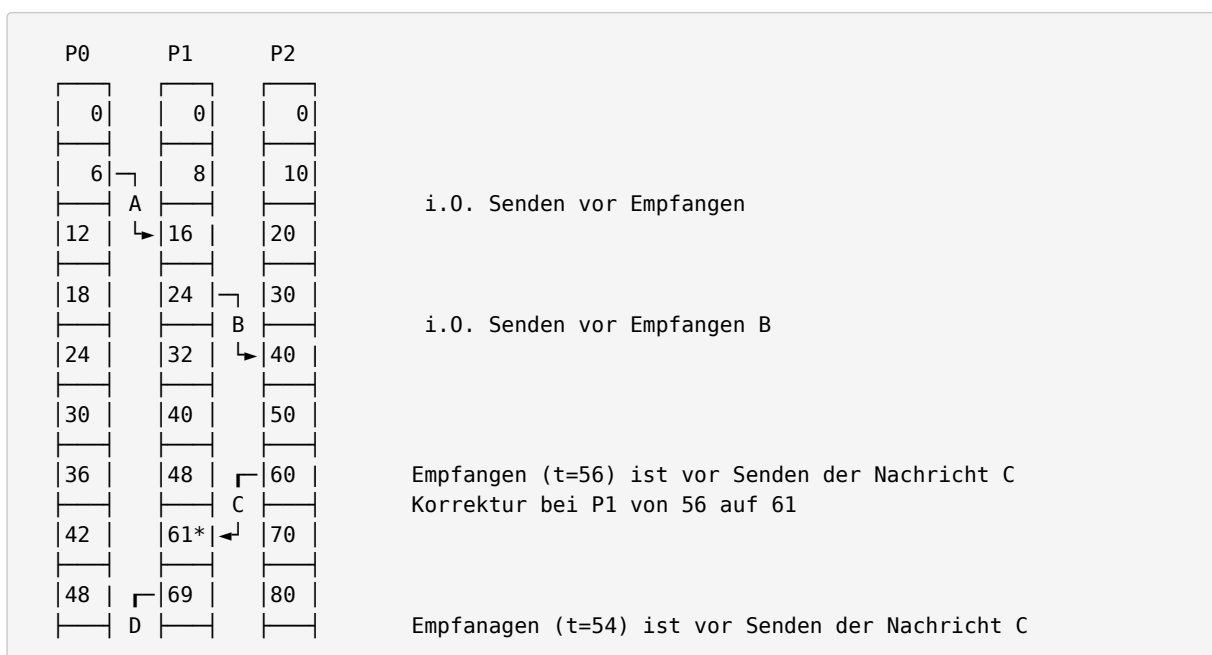 P0 P1 P2
0 0 0
6 8 10
A i.O. Senden vor Empfangen
12 16 20
18 24 30
B i.O. Senden vor Empfangen B
24 32 40
30 40 50
36 48 60 Empfangen (t=56) ist vor Senden der Nachricht C
C Korrektur bei P1 von 56 auf 61
42 61* 70
48 69 80
D Empfanagen (t=54) ist vor Senden der Nachricht C